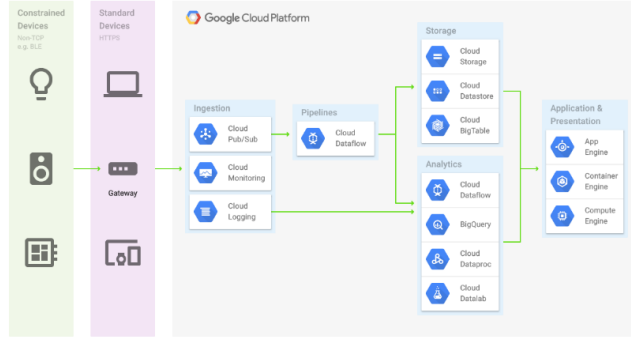 Constrained
Devices
Non-TCP
e.g. BLE
Standard
Devices
HTTPS
Gateway
Google Cloud Platform
Ingestion
Cloud
Pub/Sub
Cloud
Monitoring
Cloud
Logging
Pipelines
Cloud
Dataflow
Storage
Cloud
Storage
Cloud
Datastore
Cloud
BigTable
Analytics
Cloud
Dataflow
BigQuery
Cloud
Dataproc
Cloud
Datalab
Application &
Presentation
App
Engine
Container
Engine
Compute
Engine